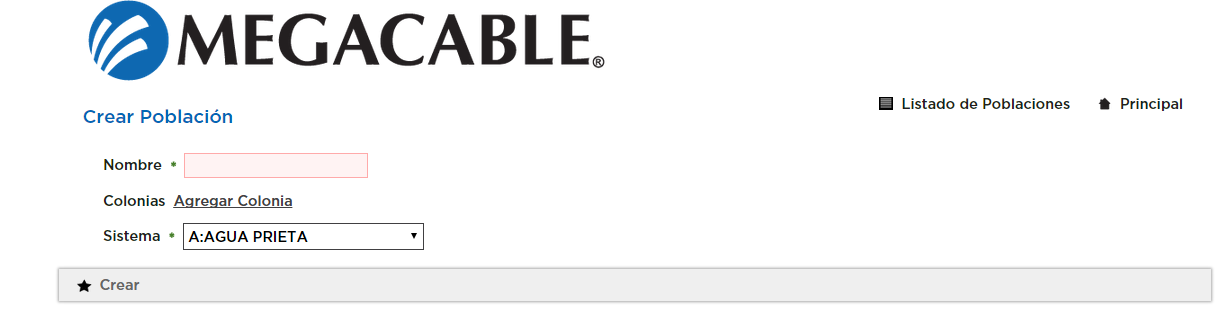 MEGACABLE®
Listado de Poblaciones Principal
Crear Población
Nombre *
Colonias Agregar Colonia
Sistema * A:AGUA PRIETA
Crear